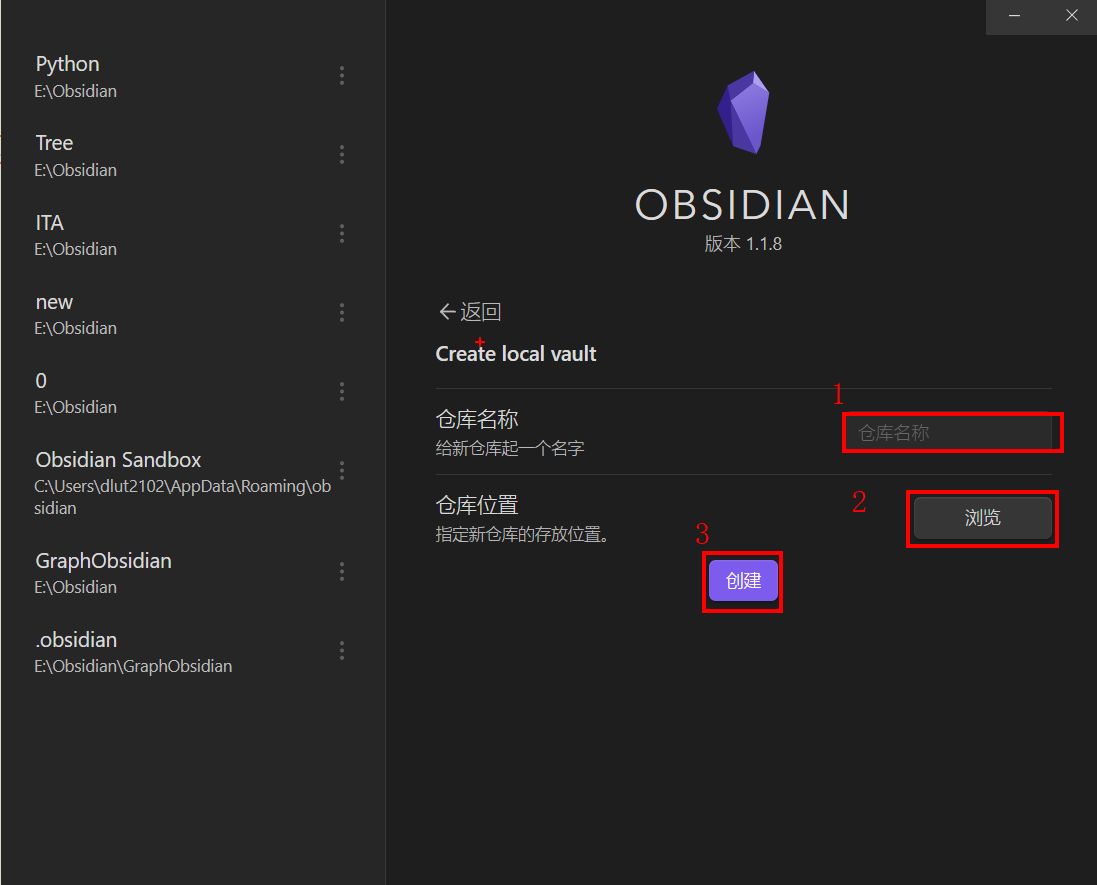 Python
E:\Obsidian
Tree
E:\Obsidian
ITA
E:\Obsidian
new
E:\Obsidian
0
E:\Obsidian
Obsidian Sandbox
C:\Users\dlut2102\AppData\Roaming\ob
sidian
GraphObsidian
E:\Obsidian
.obsidian
E:\Obsidian\GraphObsidian
OBSIDIAN
版本 1.1.8
返回
Create local vault
1
仓库名称
仓库名称
给新仓库起一个名字
2
仓库位置
浏览
指定新仓库的存放位置。
3
创建